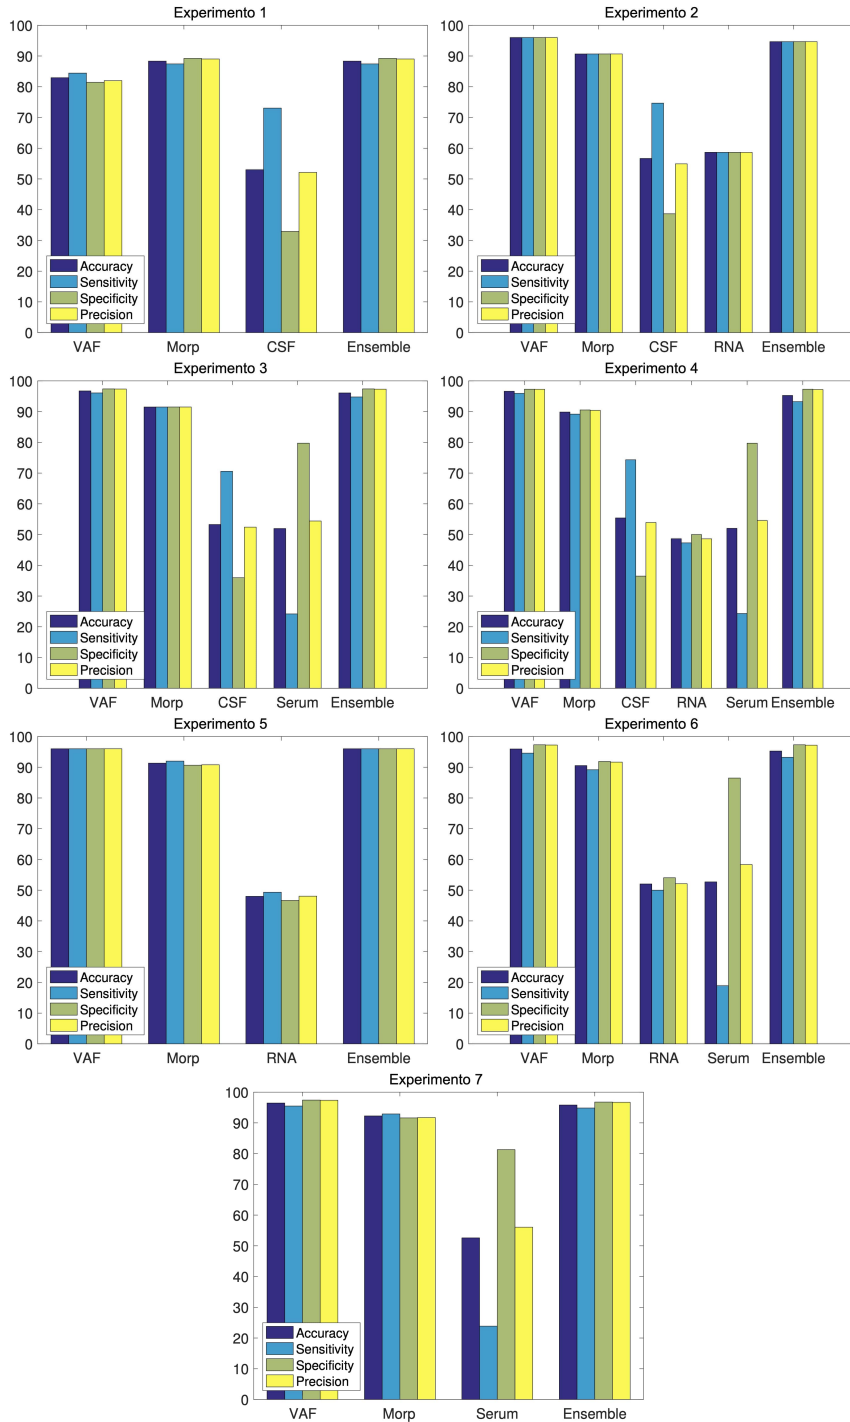 Experimento 1
100
90
80
70
60
50
40
30
20
10
0
Accuracy
Sensitivity
Specificity
Precision
VAF Morp CSF Ensemble
Experimento 2
100
90
80
70
60
50
40
30
20
10
0
Accuracy
Sensitivity
Specificity
Precision
VAF Morp CSF RNA Ensemble
Experimento 3
100
90
80
70
60
50
40
30
20
10
0
Accuracy
Sensitivity
Specificity
Precision
VAF Morp CSF Serum Ensemble
Experimento 4
100
90
80
70
60
50
40
30
20
10
0
Accuracy
Sensitivity
Specificity
Precision
VAF Morp CSF RNA Serum Ensemble
Experimento 5
100
90
80
70
60
50
40
30
20
10
0
Accuracy
Sensitivity
Specificity
Precision
VAF Morp RNA Ensemble
Experimento 6
100
90
80
70
60
50
40
30
20
10
0
Accuracy
Sensitivity
Specificity
Precision
VAF Morp RNA Serum Ensemble
Experimento 7
100
90
80
70
60
50
40
30
20
10
0
Accuracy
Sensitivity
Specificity
Precision
VAF Morp Serum Ensemble